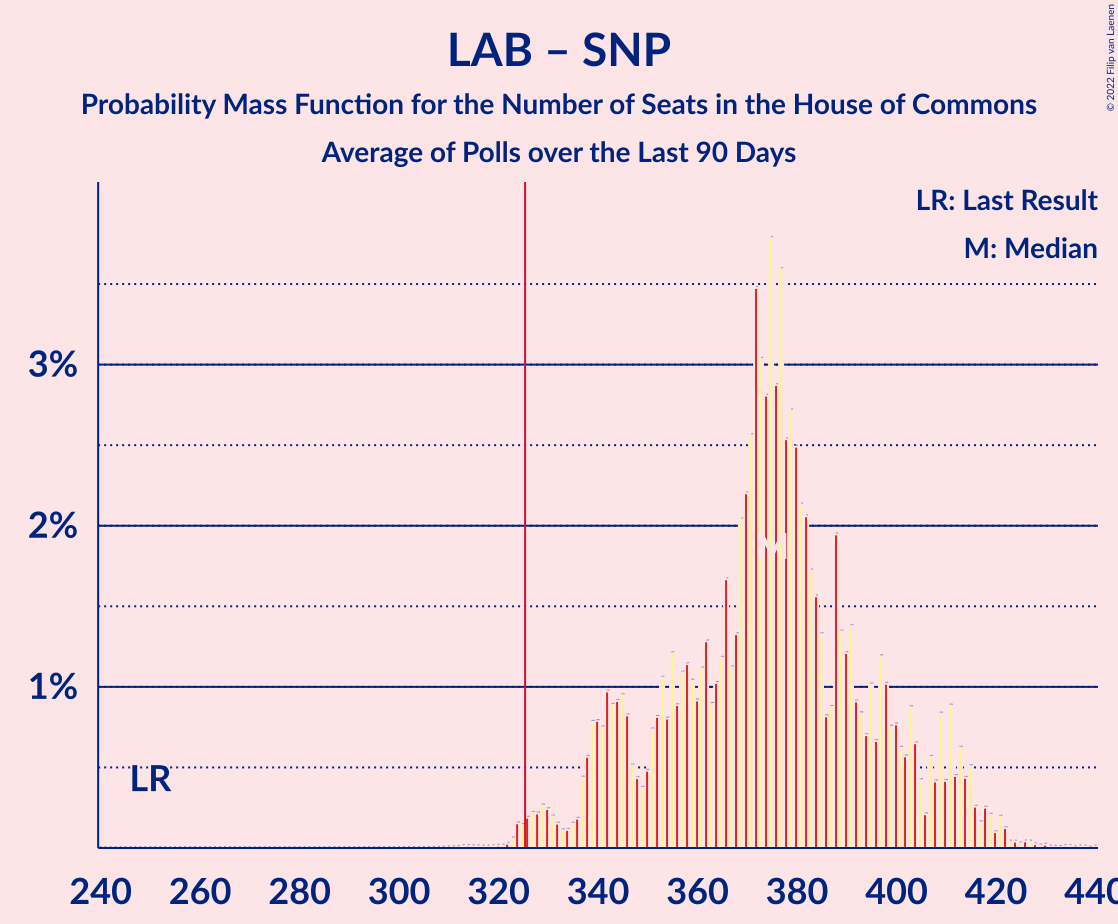 LAB – SNP
Probability Mass Function for the Number of Seats in the House of Commons
Average of Polls over the Last 90 Days
© 2022 Filip van Laenen
LR: Last Result
M: Median
3%
2%
1%
M
LR
240 260 280 300 320 340 360 380 400 420 440